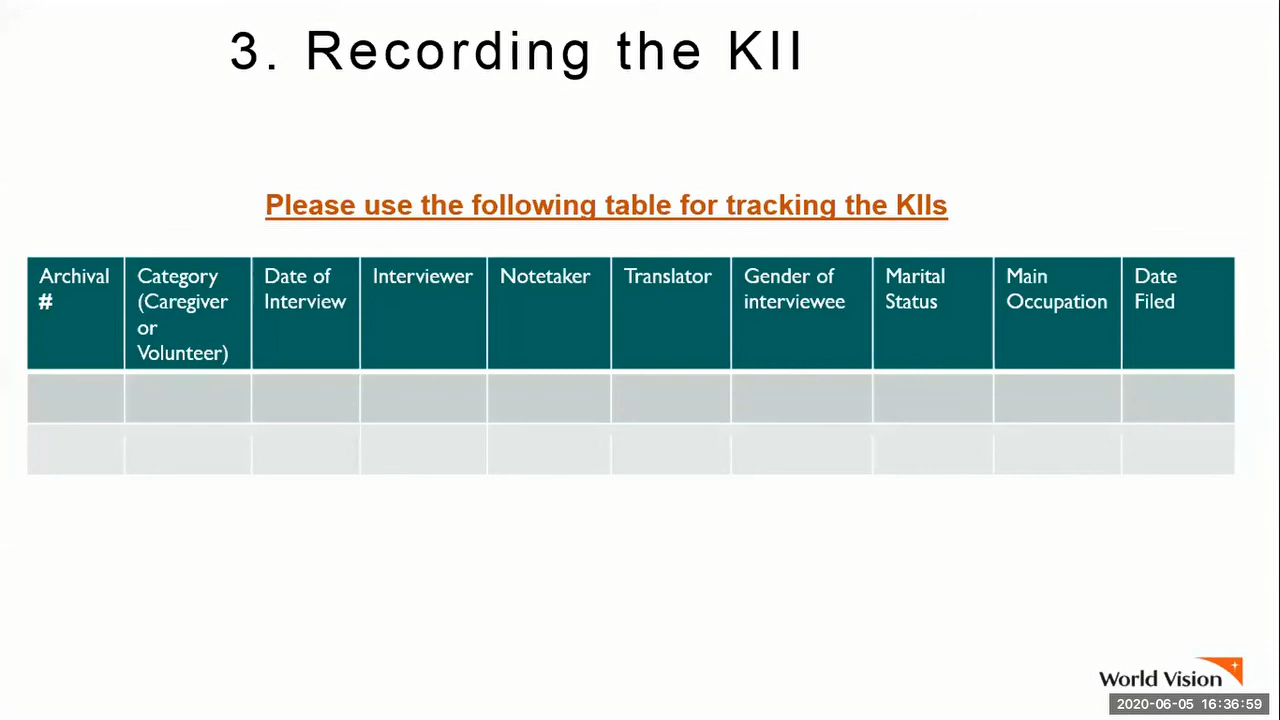 3. Recording the KII
Please use the following table for tracking the KIIs
Archival # Category (Caregiver or Volunteer) Date of Interview Interviewer Notetaker Translator Gender of interviewee Marital Status Main Occupation Date Filed
World Vision
2020-06-05 16:36:59